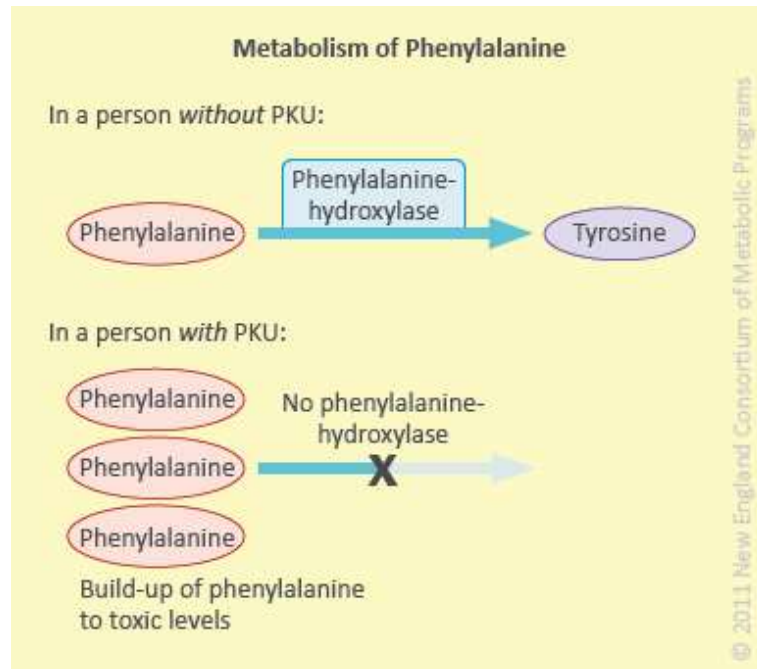 Metabolism of Phenylalanine
In a person without PKU:
Phenylalanine-
hydroxylase
Phenylalanine
Tyrosine
In a person with PKU:
Phenylalanine
No phenylalanine-
hydroxylase
Phenylalanine
X
Phenylalanine
Build-up of phenylalanine
to toxic levels
© 2011 New England Consortium of Metabolic Programs